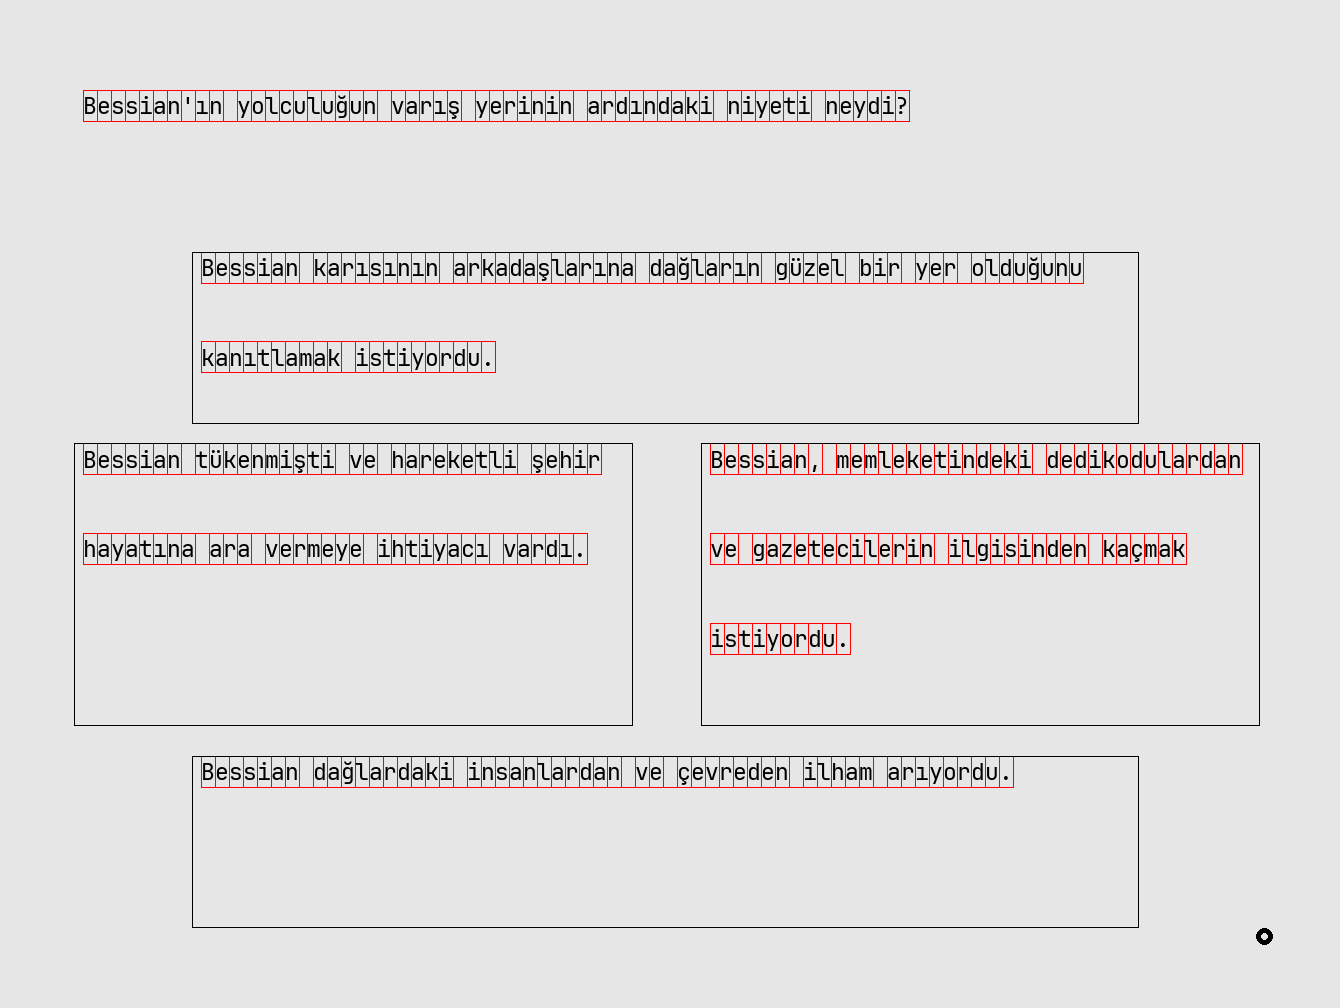 Bessian'ın yolculuğun varış yerinin ardındaki niyeti neydi?
Bessian karısının arkadaşlarına dağların güzel bir yer olduğunu
kanıtlamak istiyordu.
Bessian tükenmişti ve hareketli şehir
hayatına ara vermeye ihtiyacı vardı.
Bessian, memleketindeki dedikodulardan
ve gazetecilerin ilgisinden kaçmak
istiyordu.
Bessian dağlardaki insanlardan ve çevreden ilham arıyordu.